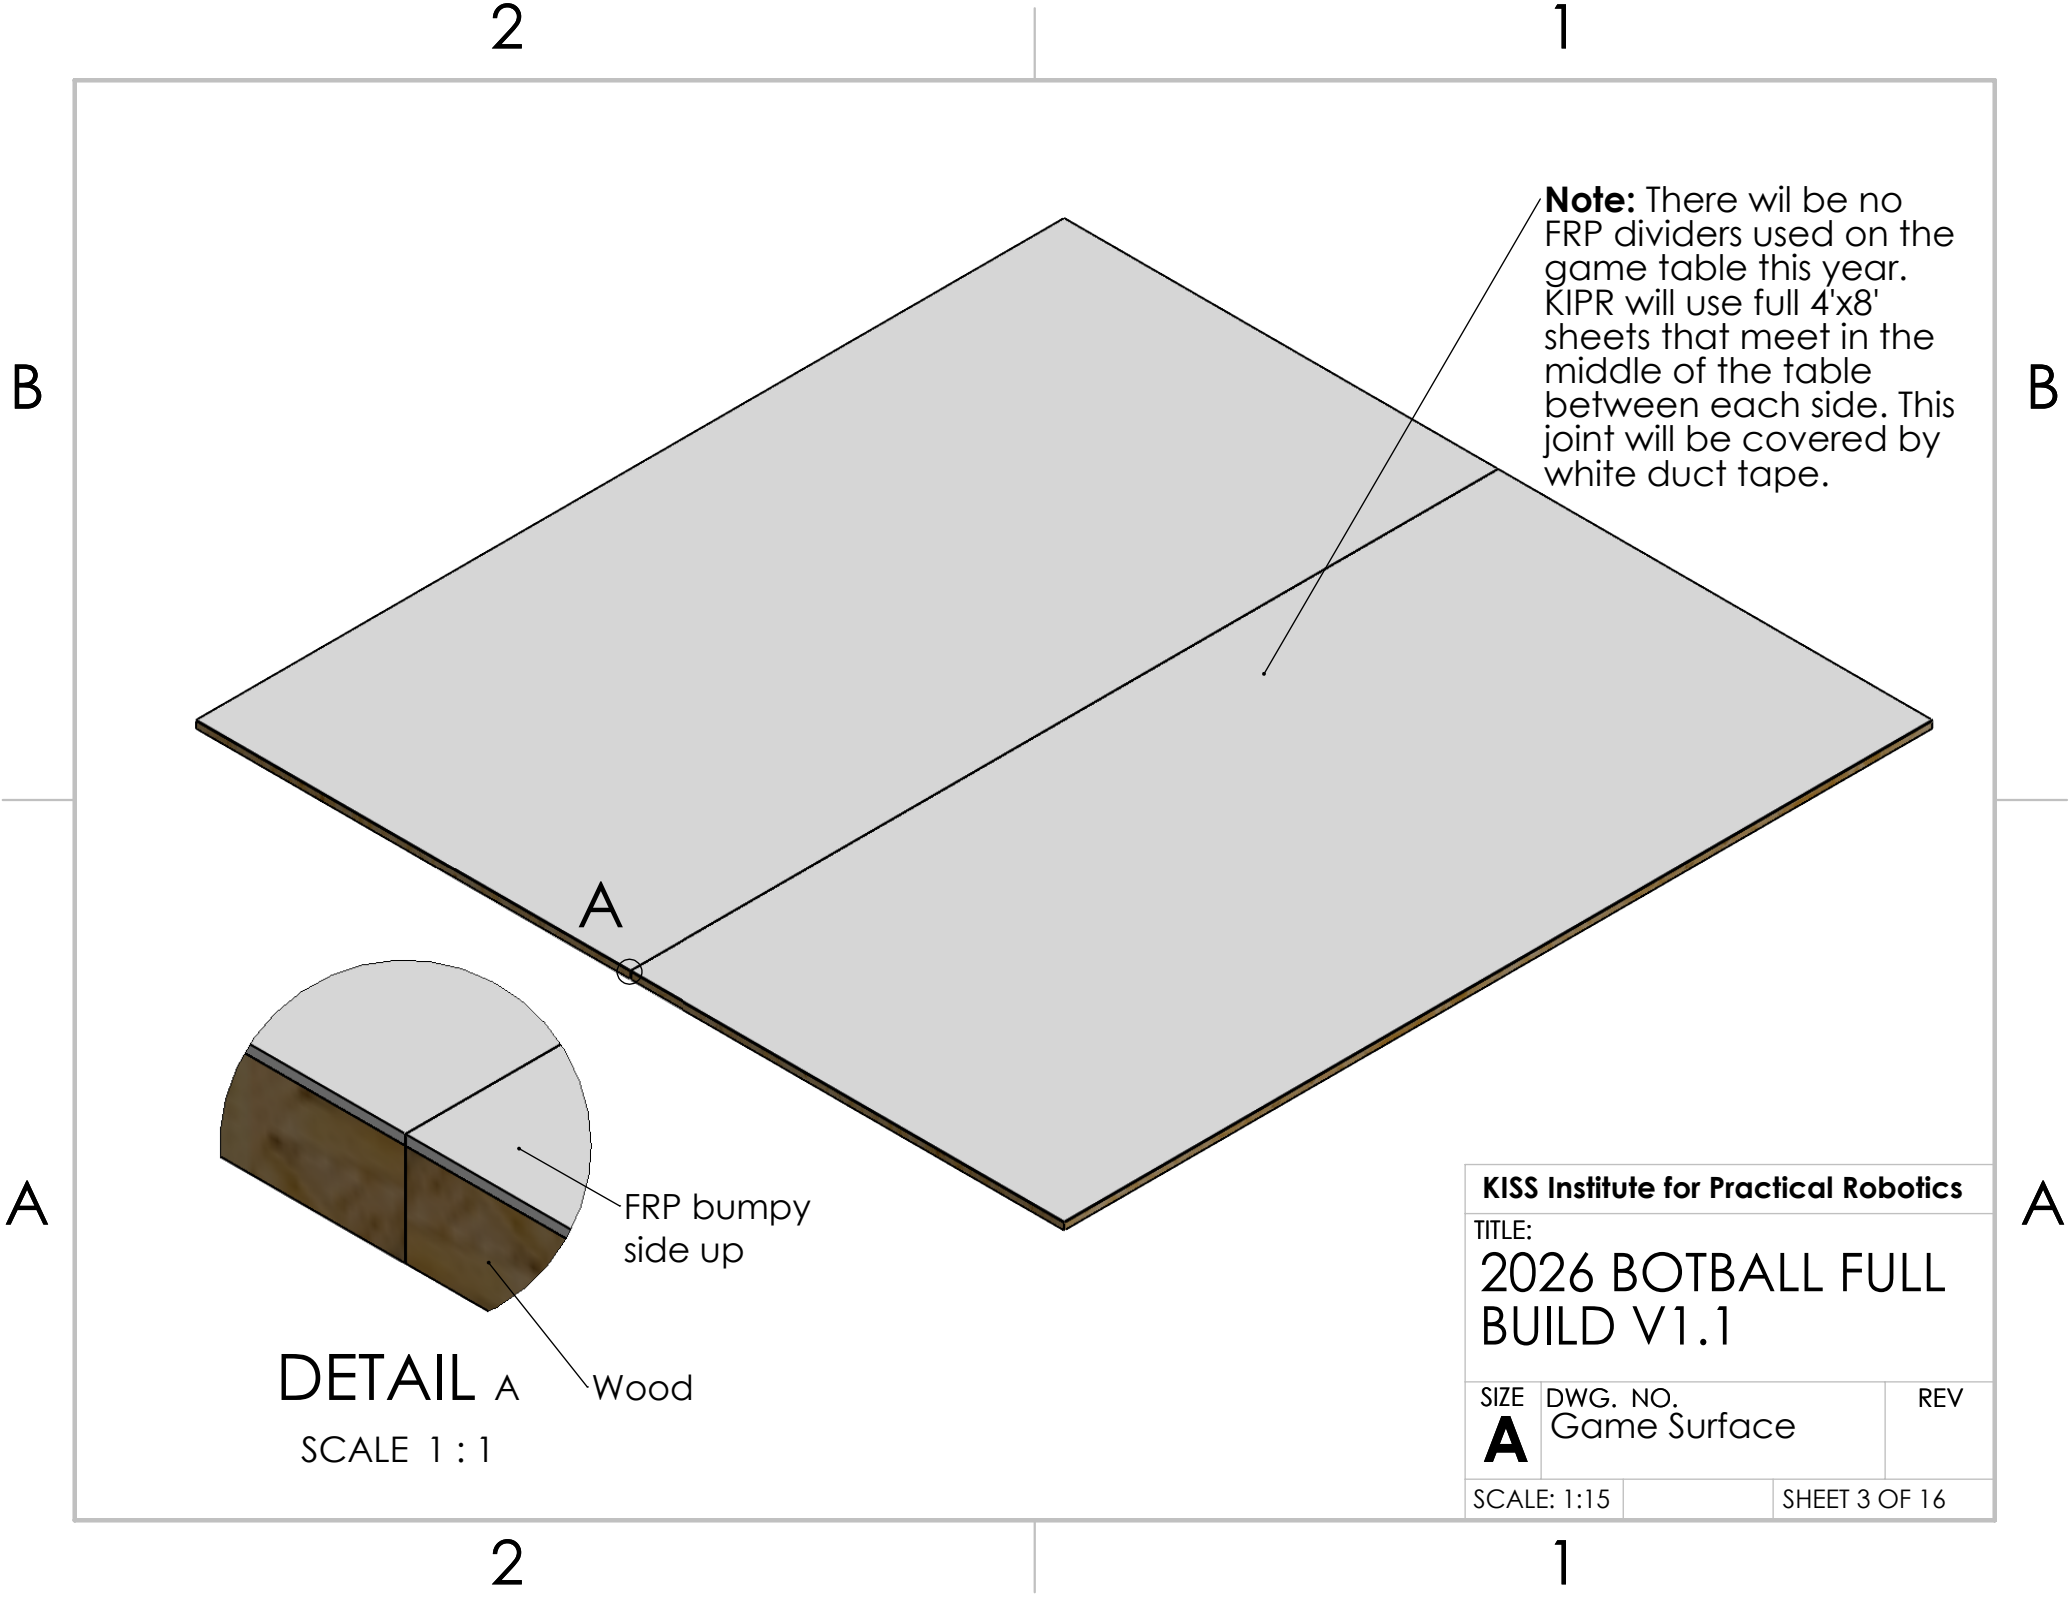 2
1
Note: There wil be no
FRP dividers used on the
game table this year.
KIPR will use full 4'x8'
sheets that meet in the
middle of the table
between each side. This
joint will be covered by
white duct tape.
B
B
A
FRP bumpy
side up
Wood
DETAIL A
SCALE 1 : 1
A
A
KISS Institute for Practical Robotics
TITLE:
2026 BOTBALL FULL
BUILD V1.1
SIZE
A
DWG. NO.
Game Surface
REV
SCALE: 1:15
SHEET 3 OF 16
2
1